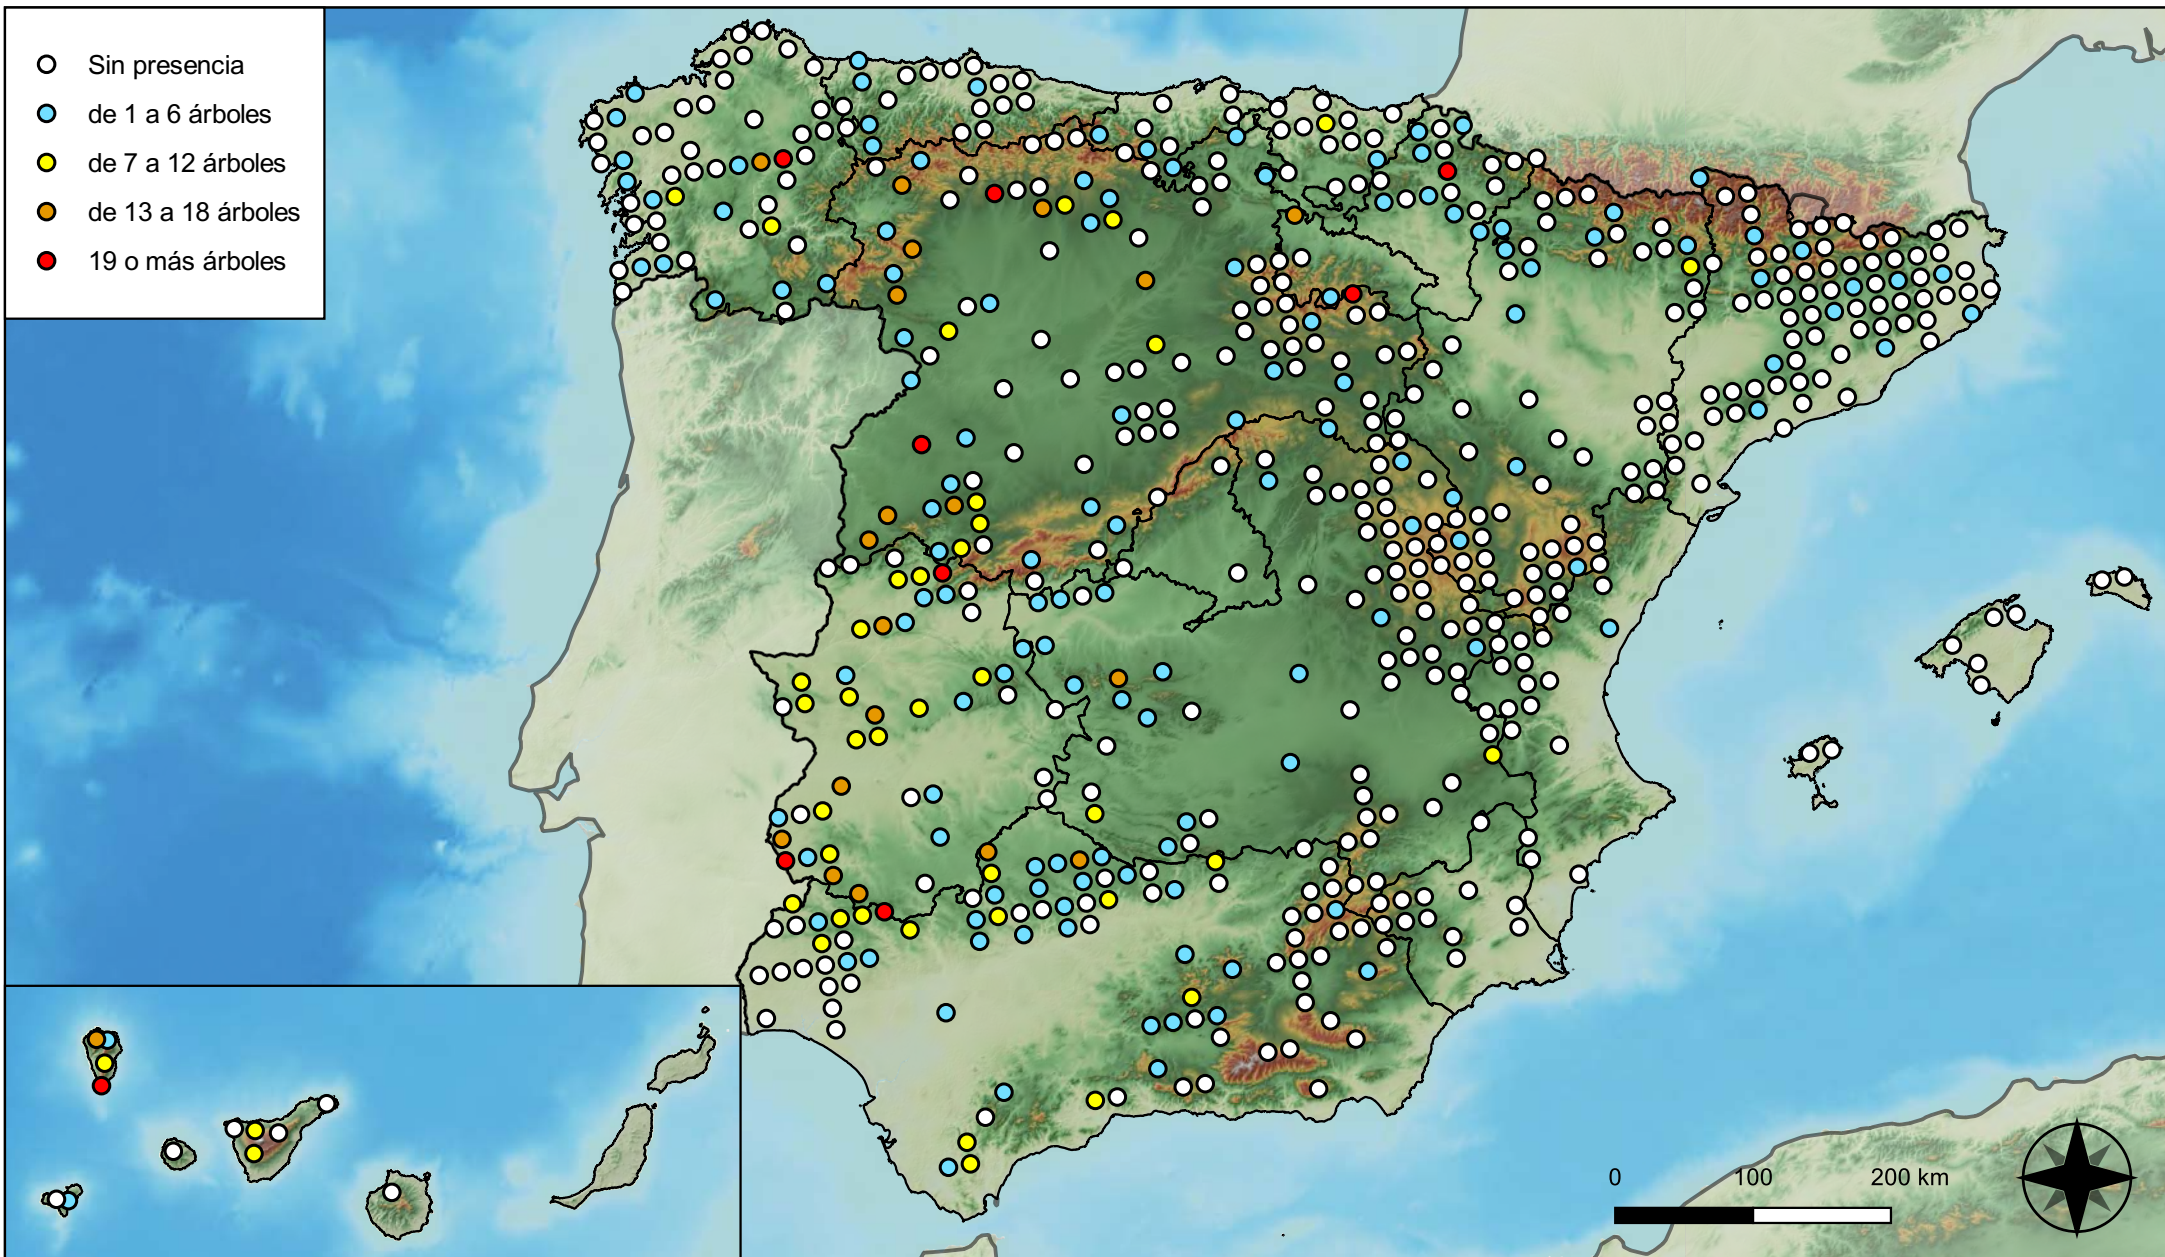 Sin presencia
de 1 a 6 árboles
de 7 a 12 árboles
de 13 a 18 árboles
19 o más árboles
0 100 200 km